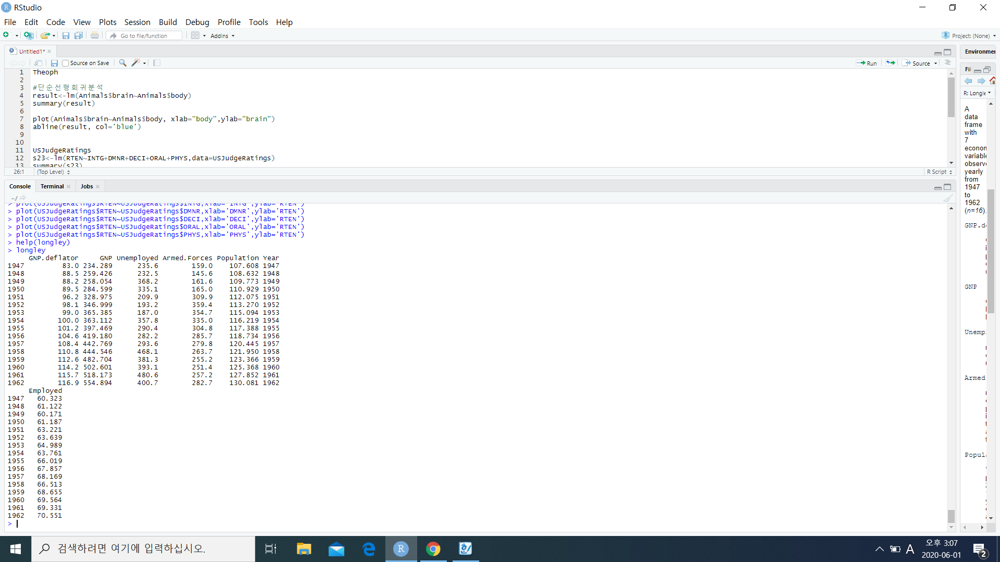 RStudio
File Edit Code View Plots Session Build Debug Profile Tools Help
Go to file/function Addins Project: (None)
Untitled1*
Source on Save Run Source
1 Theoph
2
3 #단순선형회귀분석
4 result<-lm(Animals$brain~Animals$body)
5 summary(result)
6
7 plot(Animals$brain~Animals$body, xlab="body",ylab="brain")
8 abline(result, col='blue')
9
10
11 USJudgeRatings
12 s23<-lm(RTEN~INTG+DMNR+DECI+ORAL+PHYS,data=USJudgeRatings)
13 summary(s23)
26:1 (Top Level) R Script
Console Terminal Jobs
~/
> plot(USJudgeRatings$RTEN~USJudgeRatings$INTG,xlab='INTG',ylab='RTEN')
> plot(USJudgeRatings$RTEN~USJudgeRatings$DMNR,xlab='DMNR',ylab='RTEN')
> plot(USJudgeRatings$RTEN~USJudgeRatings$DECI,xlab='DECI',ylab='RTEN')
> plot(USJudgeRatings$RTEN~USJudgeRatings$ORAL,xlab='ORAL',ylab='RTEN')
> plot(USJudgeRatings$RTEN~USJudgeRatings$PHYS,xlab='PHYS',ylab='RTEN')
> help(longley)
> longley
GNP.deflator GNP Unemployed Armed.Forces Population Year
1947 83.0 234.289 235.6 159.0 107.608 1947
1948 88.5 259.426 232.5 145.6 108.632 1948
1949 88.2 258.054 368.2 161.6 109.773 1949
1950 89.5 284.599 335.1 165.0 110.929 1950
1951 96.2 328.975 209.9 309.9 112.075 1951
1952 98.1 346.999 193.2 359.4 113.270 1952
1953 99.0 365.385 187.0 354.7 115.094 1953
1954 100.0 363.112 357.8 335.0 116.219 1954
1955 101.2 397.469 290.4 304.8 117.388 1955
1956 104.6 419.180 282.2 285.7 118.734 1956
1957 108.4 442.769 293.6 279.8 120.445 1957
1958 110.8 444.546 468.1 263.7 121.950 1958
1959 112.6 482.704 381.3 255.2 123.366 1959
1960 114.2 502.601 393.1 251.4 125.368 1960
1961 115.7 518.173 480.6 257.2 127.852 1961
1962 116.9 554.894 400.7 282.7 130.081 1962
Employed
1947 60.323
1948 61.122
1949 60.171
1950 61.187
1951 63.221
1952 63.639
1953 64.989
1954 63.761
1955 66.019
1956 67.857
1957 68.169
1958 66.513
1959 68.655
1960 69.564
1961 69.331
1962 70.551
>
Environmer
Fil
R: Longle
A
data
frame
with
7
econon
variable
observe
yearly
from
1947
to
1962
(n=16).
GNP.d
GNP
Unemp
Armed
Popul
검색하려면 여기에 입력하십시오.
A 오후 3:07
2020-06-01
2